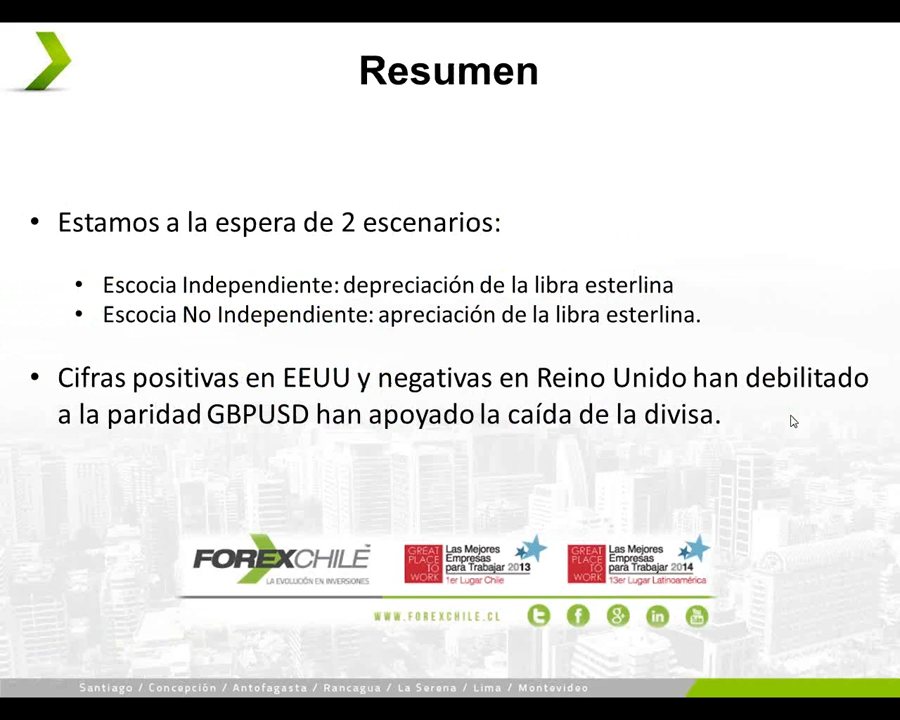 Resumen
• Estamos a la espera de 2 escenarios:
• Escocia Independiente: depreciación de la libra esterlina
• Escocia No Independiente: apreciación de la libra esterlina.
• Cifras positivas en EEUU y negativas en Reino Unido han debilitado
a la paridad GBPUSD han apoyado la caída de la divisa.
FOREXCHILE
LA EVOLUCIÓN EN INVERSIONES
GREAT
PLACE
TO
WORK
Las Mejores
Empresas
para Trabajar 2013
1er Lugar Chile
GREAT
PLACE
TO
WORK
Las Mejores
Empresas
para Trabajar 2014
13er Lugar Latinoamérica
WWW.FOREXCHILE.CL
Santiago / Concepción / Antofagasta / Rancagua / La Serena / Lima / Montevideo